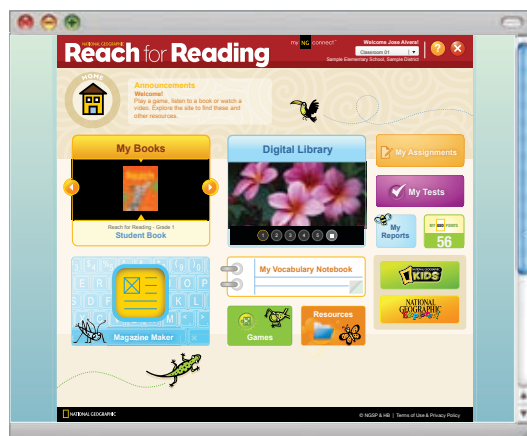 NATIONAL GEOGRAPHIC
Reach for Reading
my NG connect
Welcome Jose Alvera!
Classroom 01
Sample Elementary School, Sample District
?
HOME
Announcements
Welcome!
Play a game, listen to a book or watch a
video. Explore the site to find these and
other resources.
My Books
Reach for Reading - Grade 1
Student Book
Digital Library
1 2 3 4 5
My Assignments
My Tests
My
Reports
MY POINTS
56
Magazine Maker
My Vocabulary Notebook
Games
Resources
NATIONAL GEOGRAPHIC
KIDS
NATIONAL
GEOGRAPHIC
NATIONAL GEOGRAPHIC
© NGSP & HB | Terms of Use & Privacy Policy